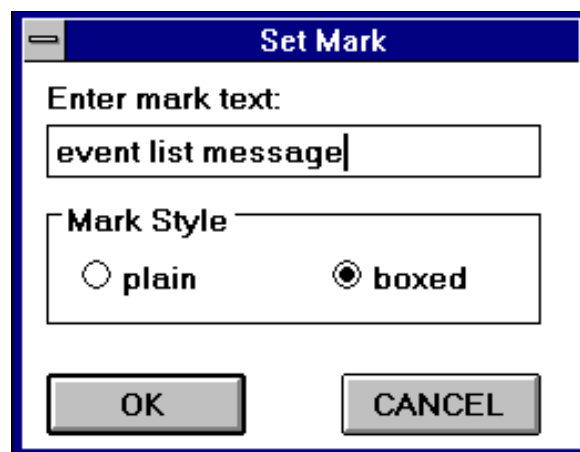 Set Mark
Enter mark text:
event list message
Mark Style
plain boxed
OK CANCEL